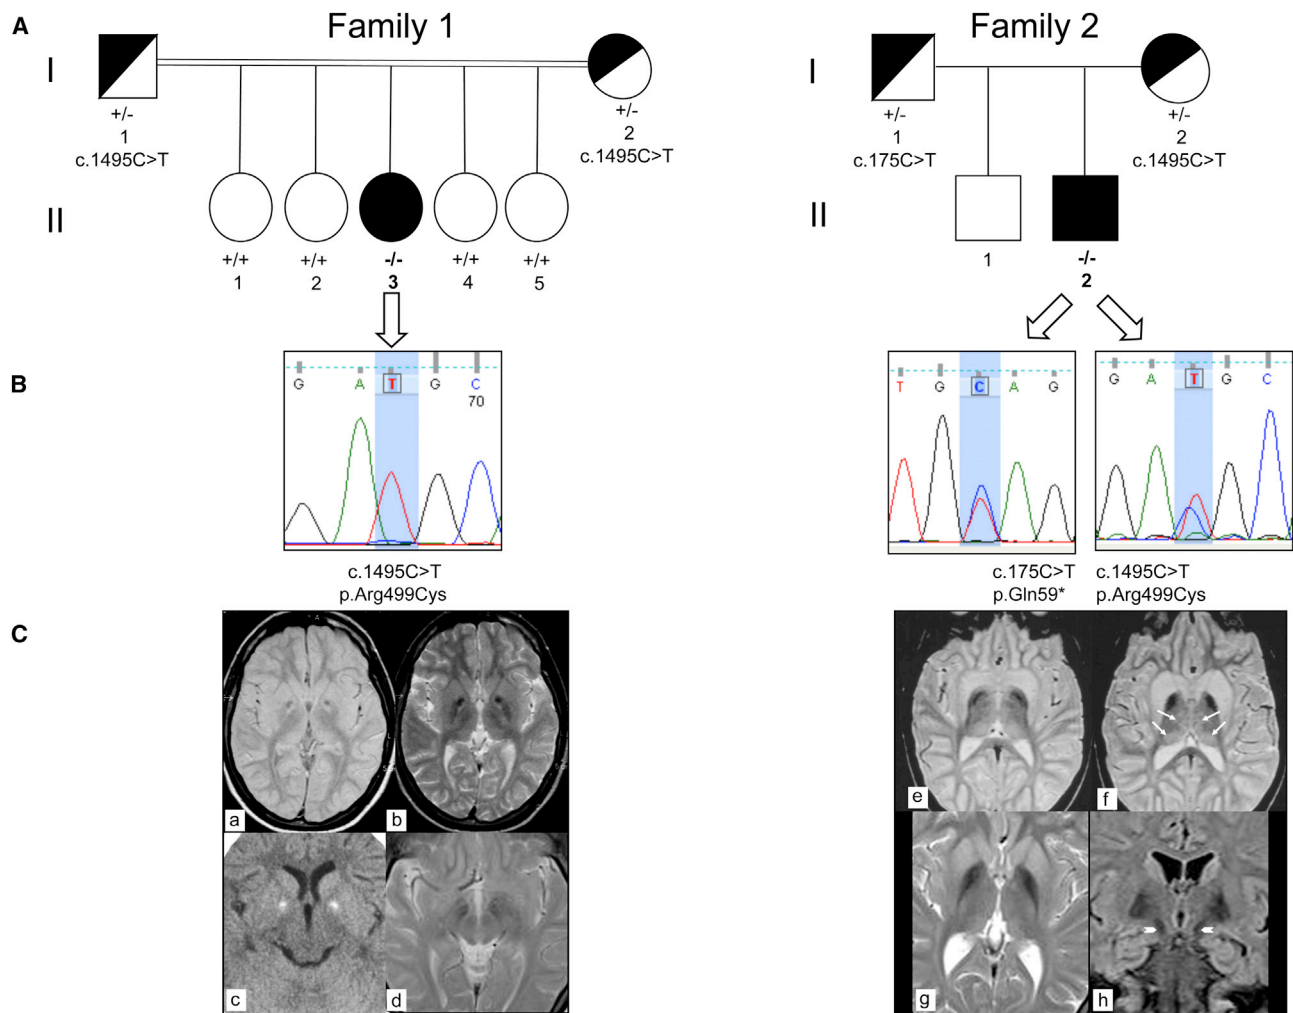 A
Family 1
Family 2
I
I
+/-
1
c.1495C>T
+/-
2
c.1495C>T
+/-
1
c.175C>T
+/-
2
c.1495C>T
II
II
+/+
1
+/+
2
-/-
3
+/+
4
+/+
5
1
-/-
2
B
G A T G C
70
T G C A G
G A T G C
c.1495C>T
p.Arg499Cys
c.175C>T
p.Gln59*
c.1495C>T
p.Arg499Cys
C
a
b
c
d
e
f
g
h